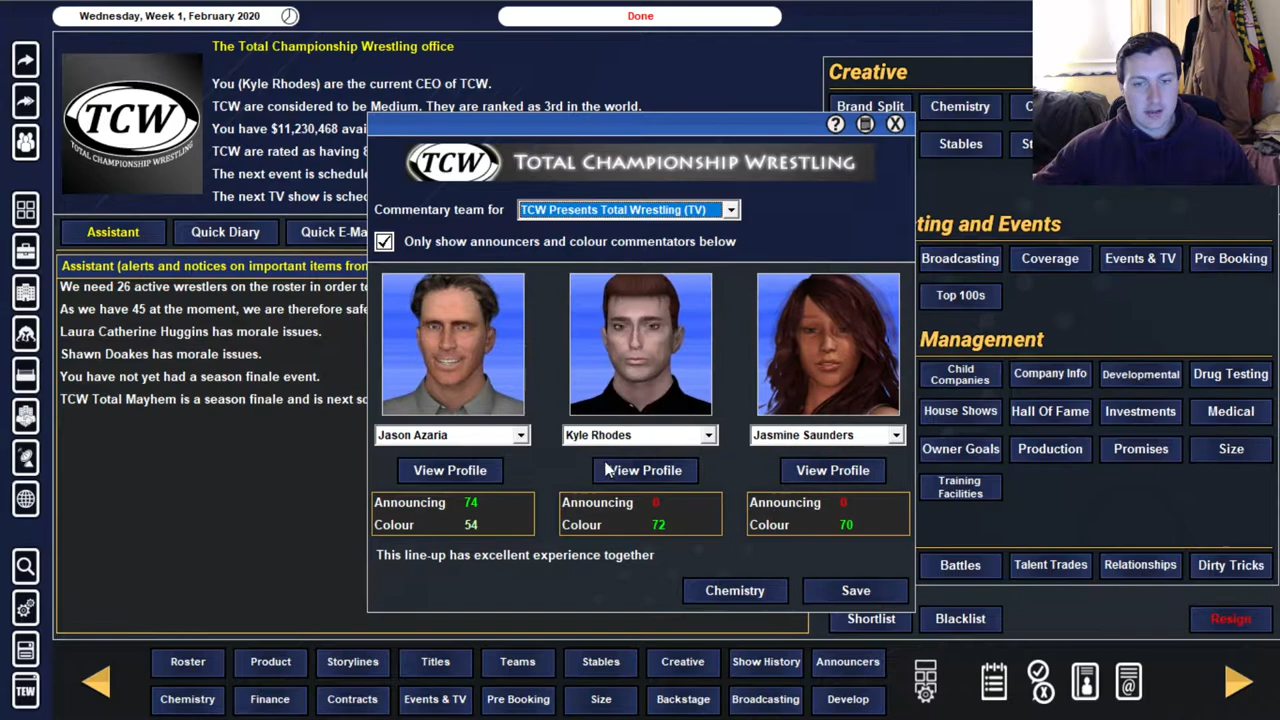 Wednesday, Week 1, February 2020
Done
The Total Championship Wrestling office
You (Kyle Rhodes) are the current CEO of TCW.
TCW are considered to be Medium. They are ranked as 3rd in the world.
You have $11,230,468 avai
TCW are rated as having 8
The next event is schedule
The next TV show is sche
TCW
TOTAL CHAMPIONSHIP WRESTLING
Creative
Brand Split
Chemistry
C
Stables
St
Assistant
Quick Diary
Quick E-Ma
Assistant (alerts and notices on important items from
We need 26 active wrestlers on the roster in order to
As we have 45 at the moment, we are therefore safe
Laura Catherine Huggins has morale issues.
Shawn Doakes has morale issues.
You have not yet had a season finale event.
TCW Total Mayhem is a season finale and is next sc
TCW TOTAL CHAMPIONSHIP WRESTLING
Commentary team for
TCW Presents Total Wrestling (TV)
Only show announcers and colour commentators below
Jason Azaria
Kyle Rhodes
Jasmine Saunders
View Profile
View Profile
View Profile
Announcing 74
Colour 54
Announcing 0
Colour 72
Announcing 0
Colour 70
This line-up has excellent experience together
Chemistry
Save
ting and Events
Broadcasting
Coverage
Events & TV
Pre Booking
Top 100s
Management
Child Companies
Company Info
Developmental
Drug Testing
House Shows
Hall Of Fame
Investments
Medical
Owner Goals
Production
Promises
Size
Training Facilities
Battles
Talent Trades
Relationships
Dirty Tricks
Shortlist
Blacklist
Resign
Roster
Product
Storylines
Titles
Teams
Stables
Creative
Show History
Announcers
Chemistry
Finance
Contracts
Events & TV
Pre Booking
Size
Backstage
Broadcasting
Develop
TEW